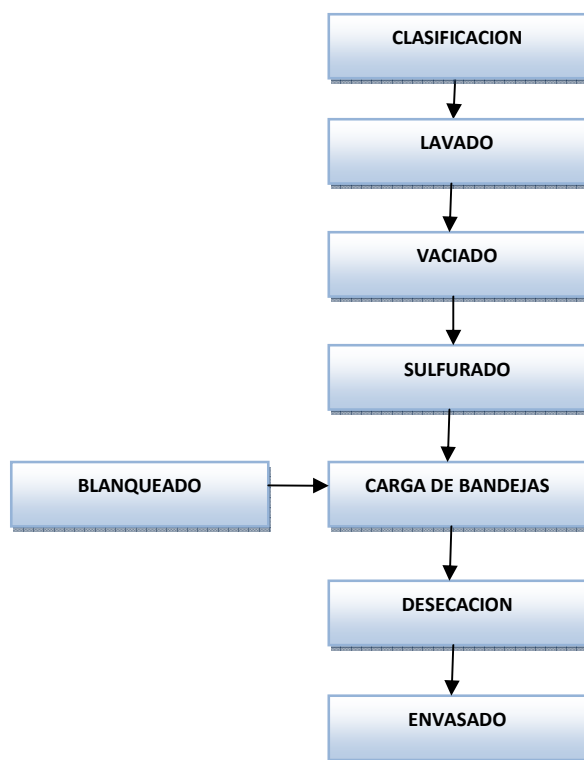 CLASIFICACION
LAVADO
VACIADO
SULFURADO
BLANQUEADO
CARGA DE BANDEJAS
DESECACION
ENVASADO